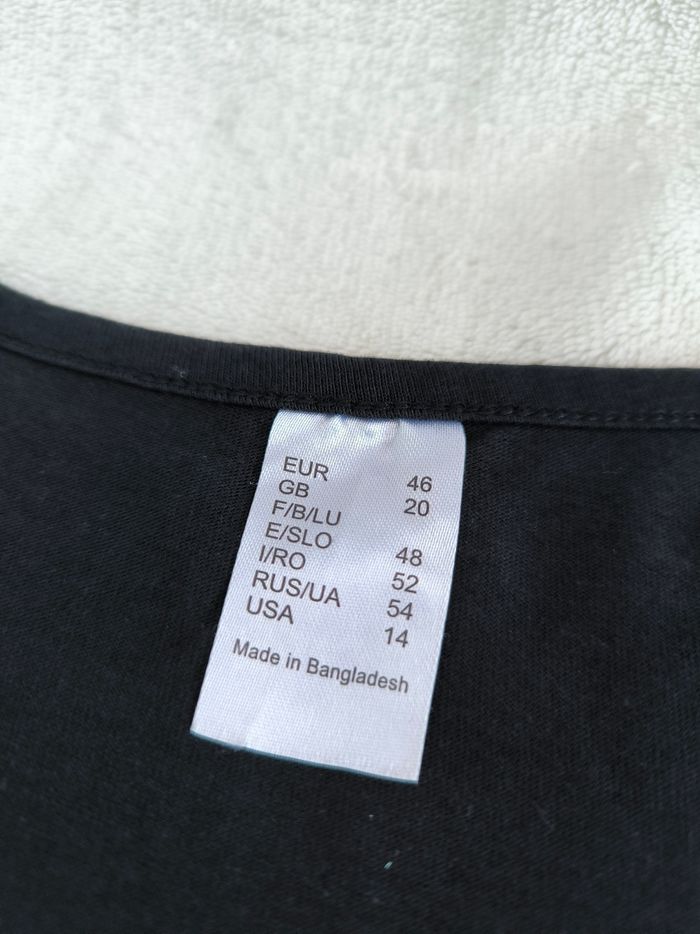 EUR 46
GB 20
F/B/LU
E/SLO 48
I/RO 52
RUS/UA 54
USA 14
Made in Bangladesh